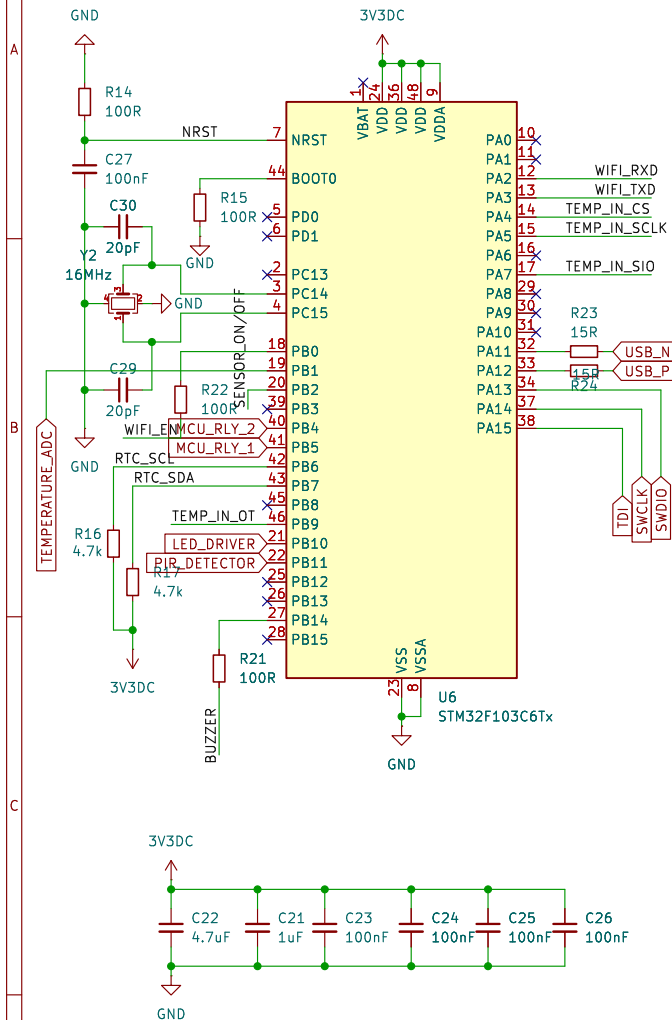 GND
3V3DC
A
R14
100R
1
24
36
48
9
VBAT
VDD
VDD
VDD
VDDA
NRST
7
NRST
PA0
10
C27
100nF
PA1
11
44
BOOT0
PA2
12
WIFI_RXD
R15
100R
PA3
13
WIFI_TXD
C30
20pF
5
PD0
PA4
14
TEMP_IN_CS
6
PD1
PA5
15
TEMP_IN_SCLK
Y2
16MHz
GND
PA6
16
2
PC13
PA7
17
TEMP_IN_SIO
3
4
2
1
GND
3
PC14
PA8
29
4
PC15
PA9
30
R23
15R
SENSOR_ON/OFF
PA10
31
18
PB0
PA11
32
USB_N
C29
20pF
19
PB1
PA12
33
15R
R24
USB_P
R22
100R
20
PB2
PA13
34
39
PB3
PA14
37
B
WIFI_EN
MCU_RLY_2
40
PB4
PA15
38
MCU_RLY_1
41
PB5
GND
RTC_SCL
42
PB6
RTC_SDA
43
PB7
TEMPERATURE_ADC
TDI
SWCLK
SWDIO
45
PB8
TEMP_IN_OT
46
PB9
R16
4.7k
LED_DRIVER
21
PB10
PIR_DETECTOR
22
PB11
R17
4.7k
25
PB12
26
PB13
27
PB14
28
PB15
3V3DC
R21
100R
VSS
VSSA
23
8
U6
STM32F103C6Tx
BUZZER
GND
C
3V3DC
C22
4.7uF
C21
1uF
C23
100nF
C24
100nF
C25
100nF
C26
100nF
GND